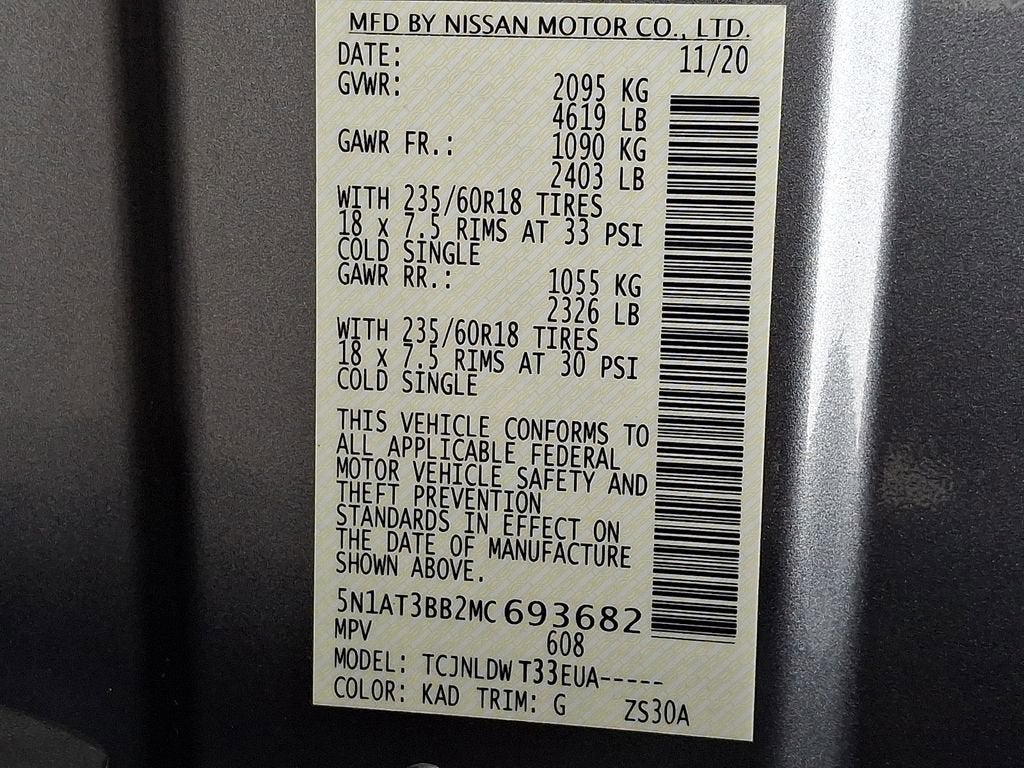 MFD BY NISSAN MOTOR CO., LTD.
DATE: 11/20
GVWR: 2095 KG
4619 LB
GAWR FR.: 1090 KG
2403 LB
WITH 235/60R18 TIRES
18 x 7.5 RIMS AT 33 PSI
COLD SINGLE
GAWR RR.: 1055 KG
2326 LB
WITH 235/60R18 TIRES
18 x 7.5 RIMS AT 30 PSI
COLD SINGLE
THIS VEHICLE CONFORMS TO
ALL APPLICABLE FEDERAL
MOTOR VEHICLE SAFETY AND
THEFT PREVENTION
STANDARDS IN EFFECT ON
THE DATE OF MANUFACTURE
SHOWN ABOVE.
5N1AT3BB2MC693682
MPV 608
MODEL: TCJNLDWT33EUA-----
COLOR: KAD TRIM: G ZS30A